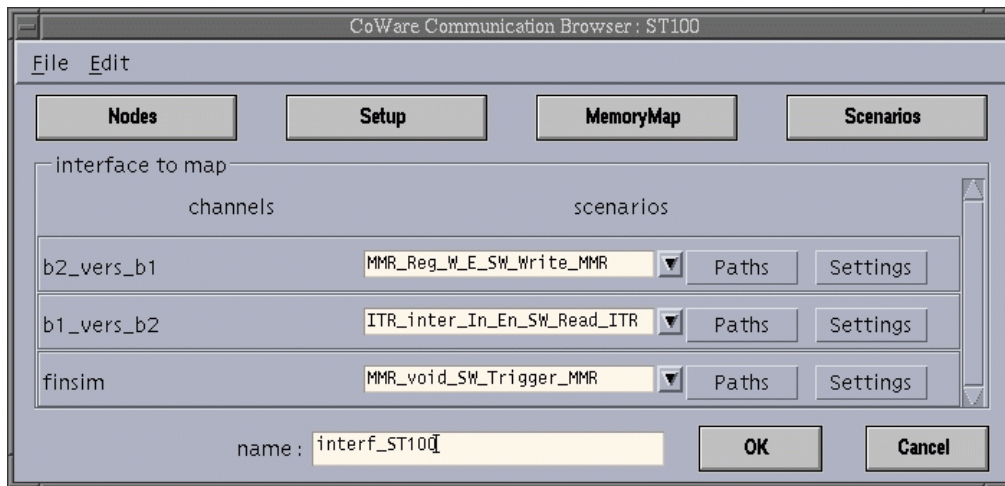 CoWare Communication Browser : ST100
File Edit
Nodes Setup MemoryMap Scenarios
interface to map
channels scenarios
b2_vers_b1 MMR_Reg_W_E_SW_Write_MMR Paths Settings
b1_vers_b2 ITR_inter_In_En_SW_Read_ITR Paths Settings
finsim MMR_void_SW_Trigger_MMR Paths Settings
name : interf_ST100 OK Cancel